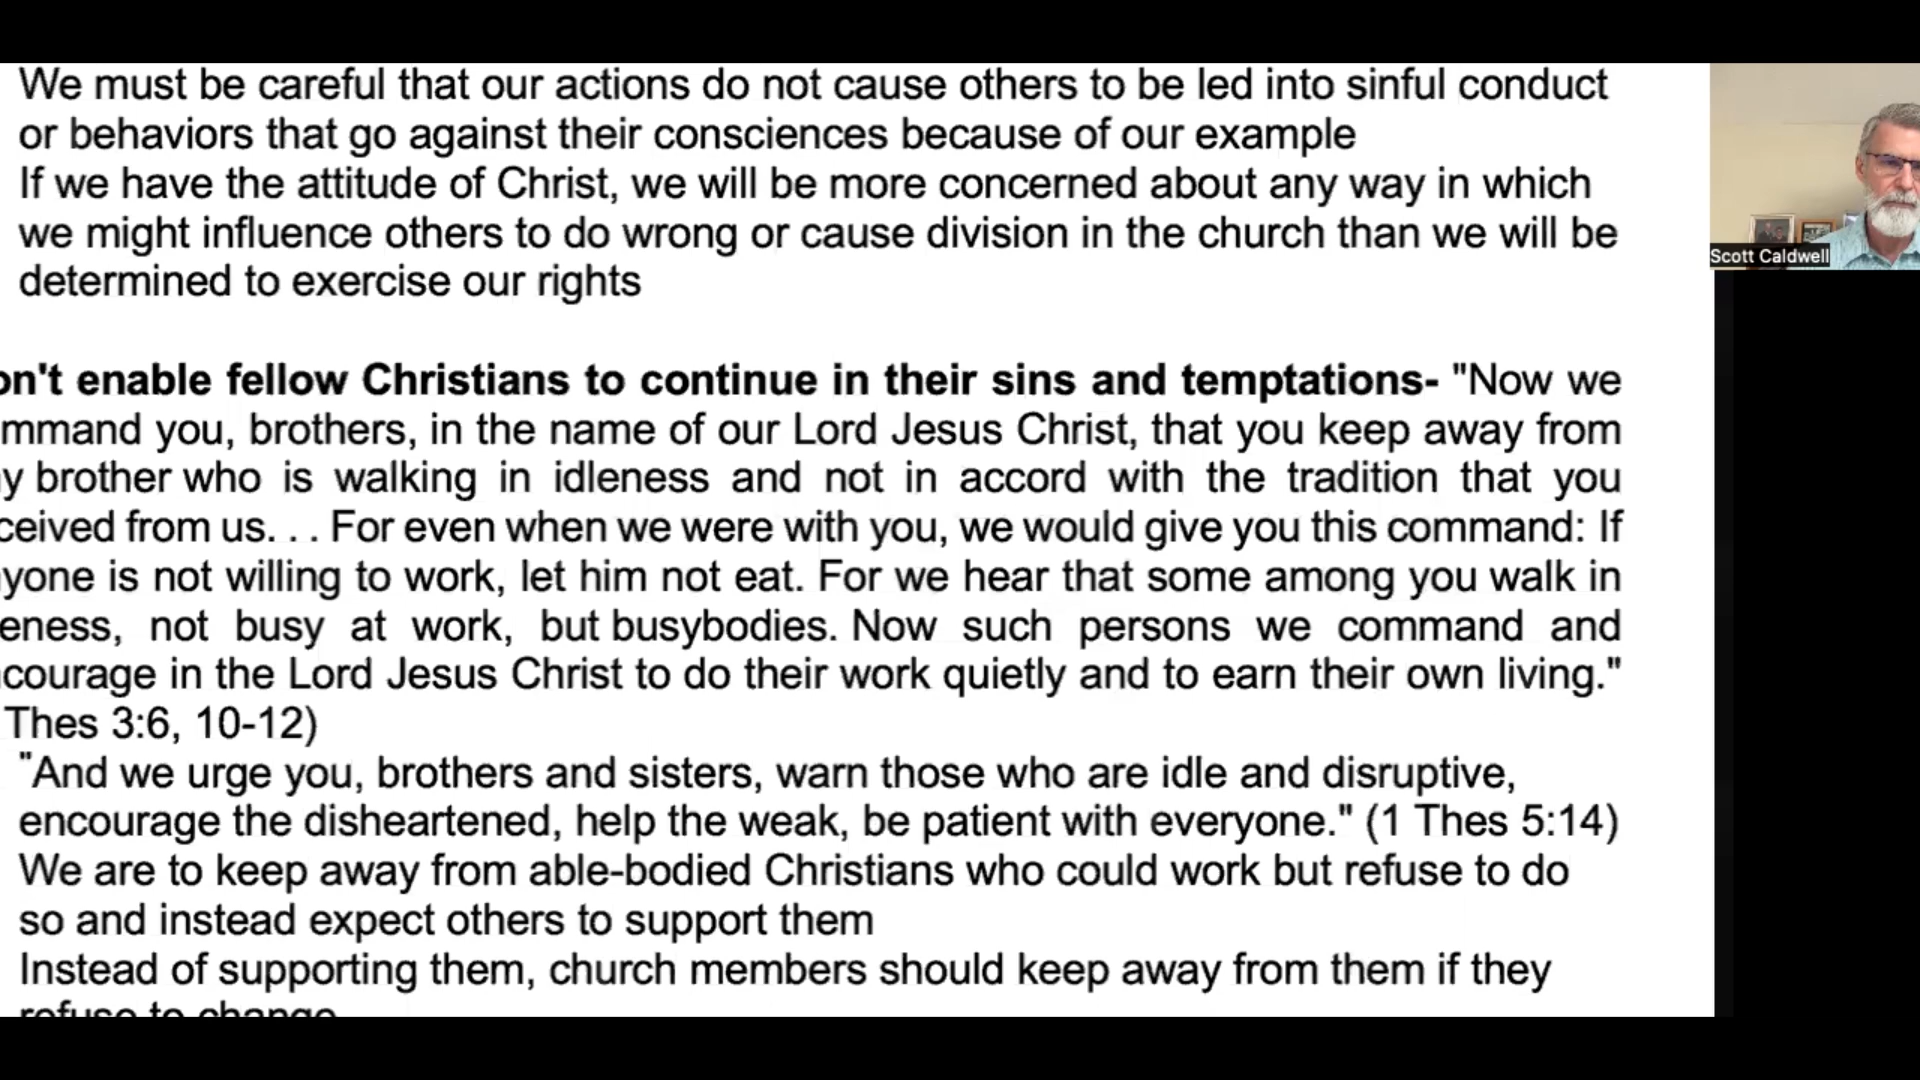 We must be careful that our actions do not cause others to be led into sinful conduct
or behaviors that go against their consciences because of our example
If we have the attitude of Christ, we will be more concerned about any way in which
we might influence others to do wrong or cause division in the church than we will be
determined to exercise our rights
on't enable fellow Christians to continue in their sins and temptations- "Now we
mmand you, brothers, in the name of our Lord Jesus Christ, that you keep away from
y brother who is walking in idleness and not in accord with the tradition that you
ceived from us. . . For even when we were with you, we would give you this command: If
yone is not willing to work, let him not eat. For we hear that some among you walk in
eness, not busy at work, but busybodies. Now such persons we command and
courage in the Lord Jesus Christ to do their work quietly and to earn their own living."
Thes 3:6, 10-12)
"And we urge you, brothers and sisters, warn those who are idle and disruptive,
encourage the disheartened, help the weak, be patient with everyone." (1 Thes 5:14)
We are to keep away from able-bodied Christians who could work but refuse to do
so and instead expect others to support them
Instead of supporting them, church members should keep away from them if they
refuse to change
Scott Caldwell